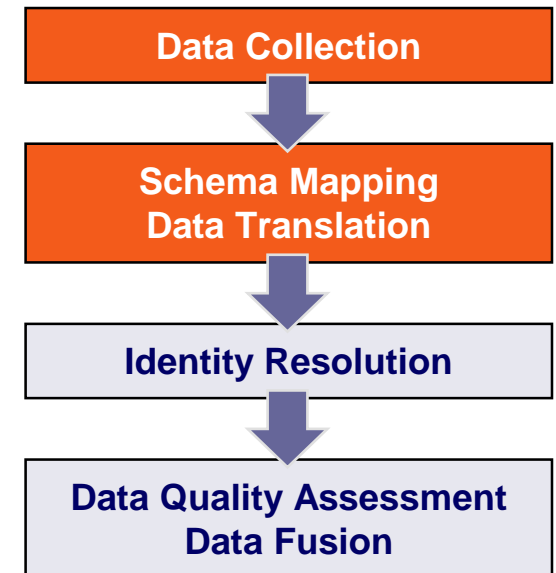 Data Collection
Schema Mapping
Data Translation
Identity Resolution
Data Quality Assessment
Data Fusion